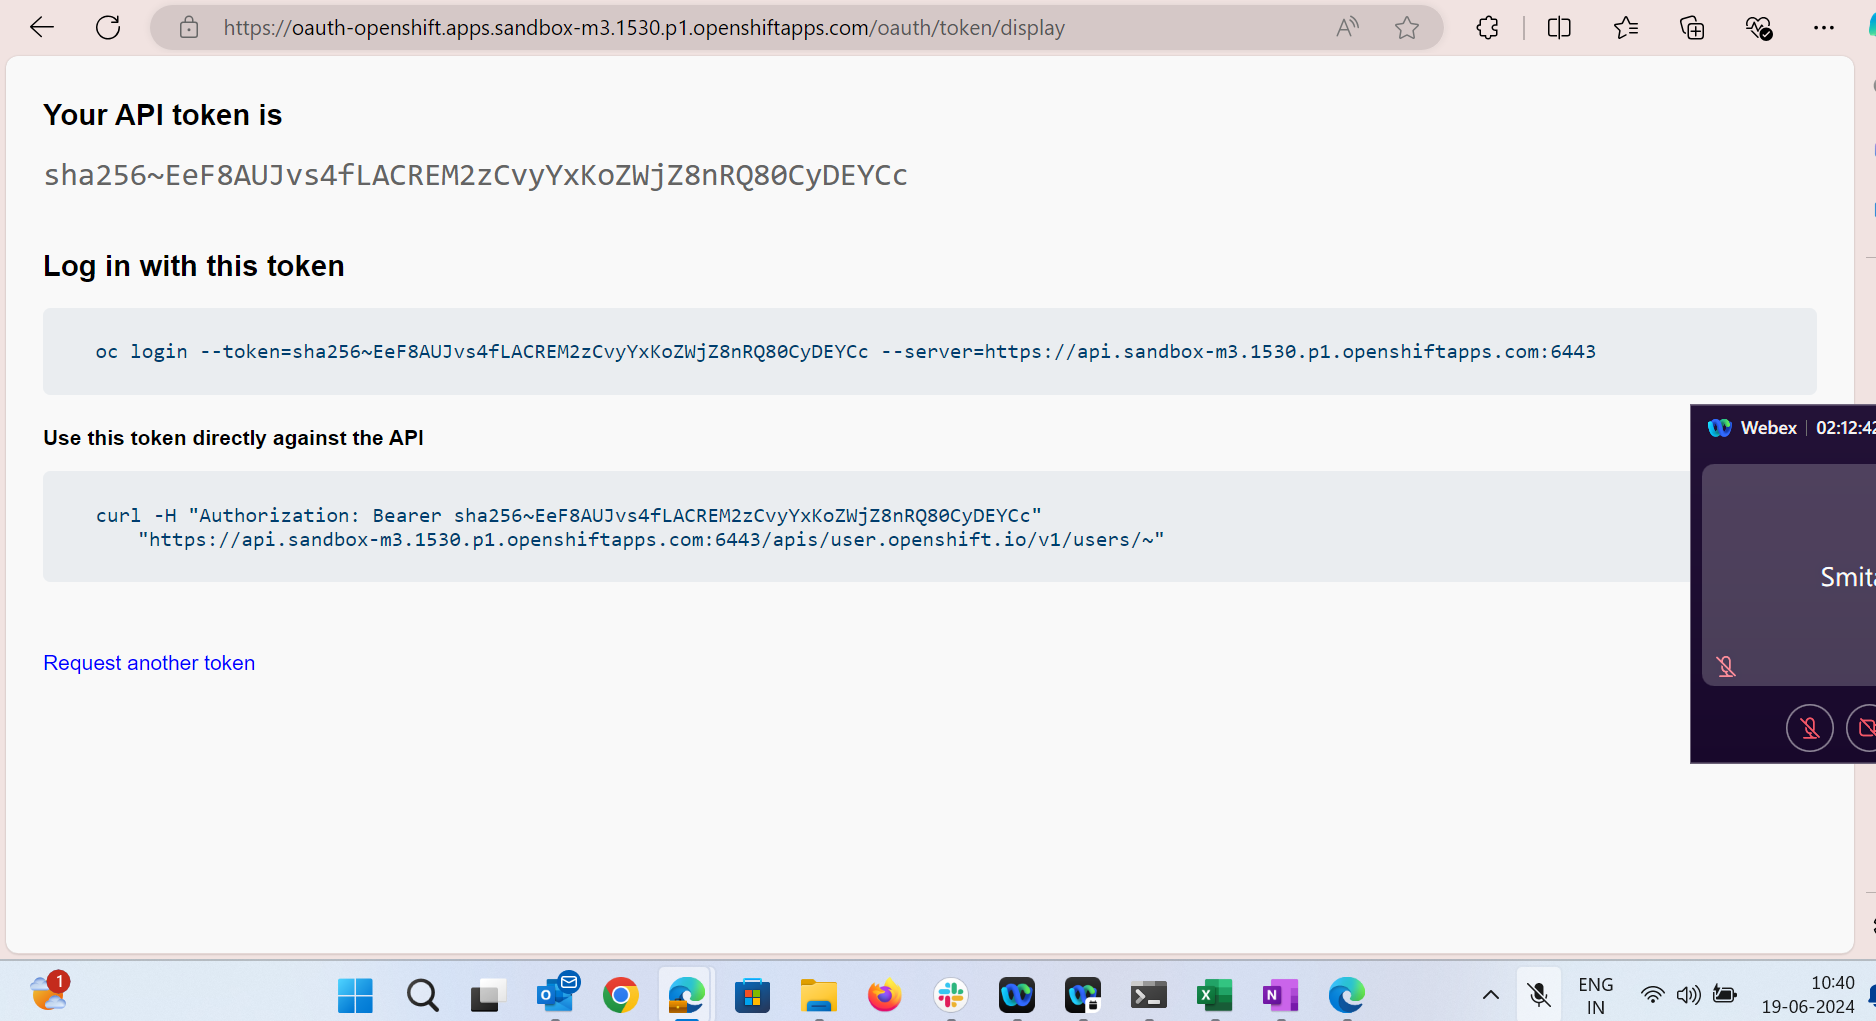 https://oauth-openshift.apps.sandbox-m3.1530.p1.openshiftapps.com/oauth/token/display
Your API token is
sha256~EeF8AUJvs4fLACREM2zCvyYxKoZWjZ8nRQ80CyDEYCc
Log in with this token
oc login --token=sha256~EeF8AUJvs4fLACREM2zCvyYxKoZWjZ8nRQ80CyDEYCc --server=https://api.sandbox-m3.1530.p1.openshiftapps.com:6443
Use this token directly against the API
curl -H "Authorization: Bearer sha256~EeF8AUJvs4fLACREM2zCvyYxKoZWjZ8nRQ80CyDEYCc"
"https://api.sandbox-m3.1530.p1.openshiftapps.com:6443/apis/user.openshift.io/v1/users/~"
Request another token
Webex 02:12:42
Smita
1
ENG
IN
10:40
19-06-2024